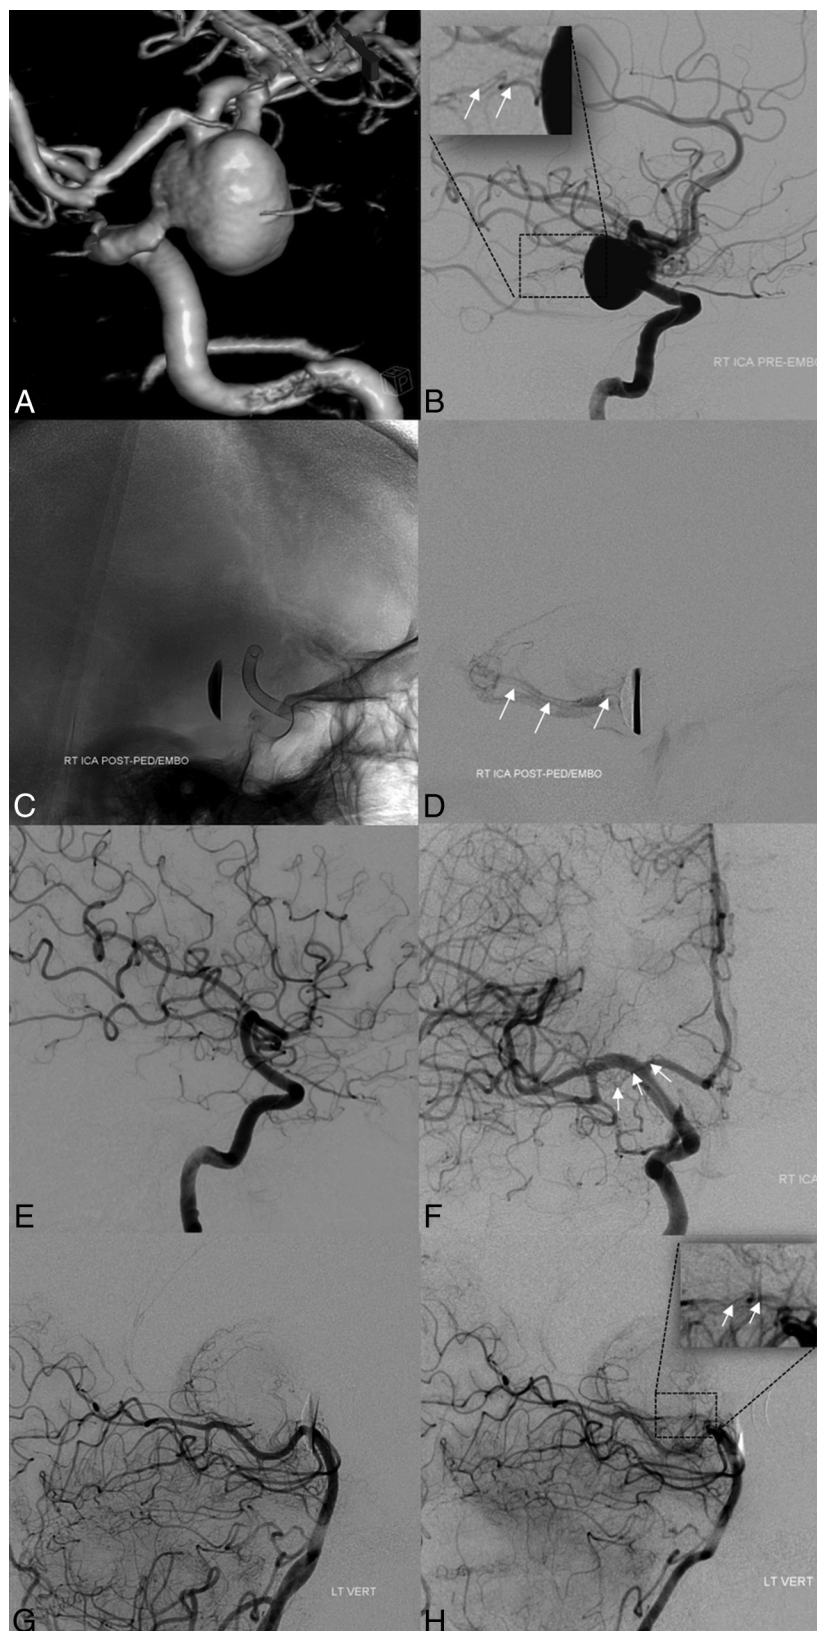 A
B
RT ICA PRE-EMBO
C
RT ICA POST-PED/EMBO
D
RT ICA POST-PED/EMBO
E
F
RT ICA
G
LT VERT
H
LT VERT